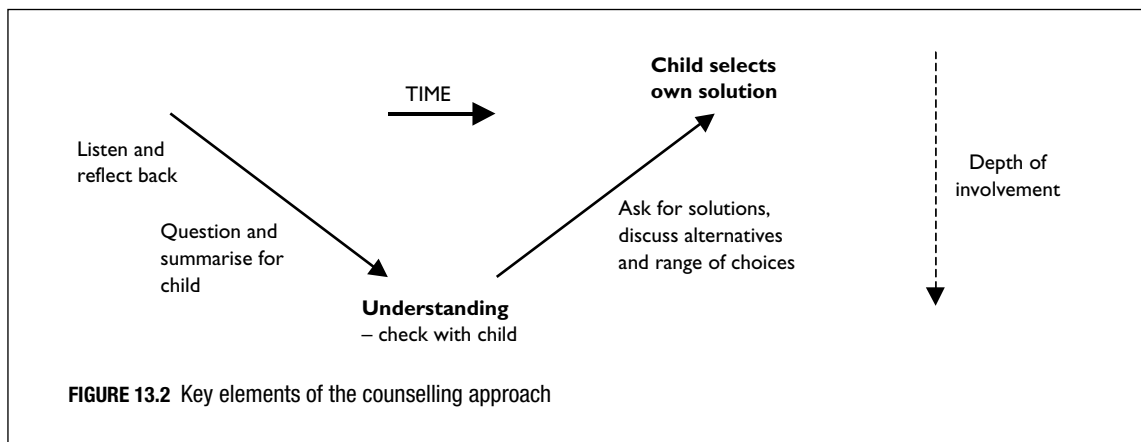 Listen and
reflect back
Question and
summarise for
child
TIME
Understanding
– check with child
Child selects
own solution
Ask for solutions,
discuss alternatives
and range of choices
Depth of
involvement
FIGURE 13.2 Key elements of the counselling approach